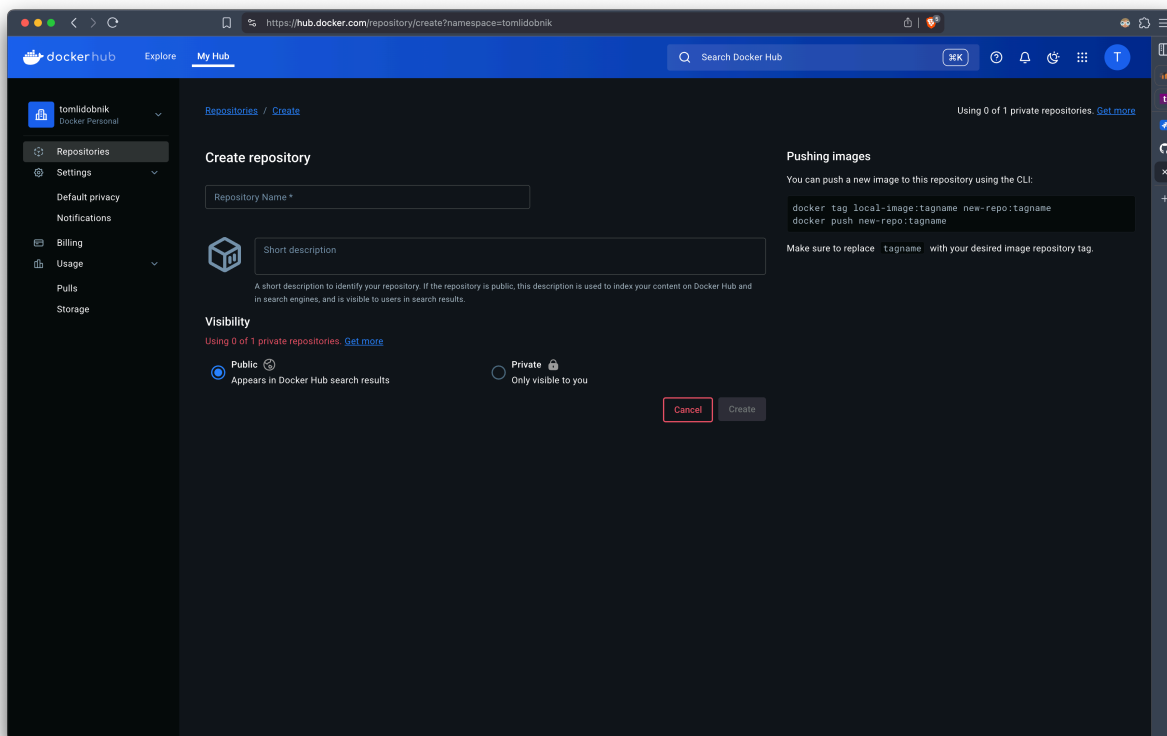 https://hub.docker.com/repository/create?namespace=tomlidobnik
5
dockerhub
Explore
My Hub
Search Docker Hub
⌘K
T
tomlidobnik
Docker Personal
Repositories
Settings
Default privacy
Notifications
Billing
Usage
Pulls
Storage
Repositories / Create
Using 0 of 1 private repositories. Get more
Create repository
Repository Name *
Short description
A short description to identify your repository. If the repository is public, this description is used to index your content on Docker Hub and
in search engines, and is visible to users in search results.
Visibility
Using 0 of 1 private repositories. Get more
Public
Appears in Docker Hub search results
Private
Only visible to you
Cancel
Create
Pushing images
You can push a new image to this repository using the CLI:
docker tag local-image:tagname new-repo:tagname
docker push new-repo:tagname
Make sure to replace tagname with your desired image repository tag.
t